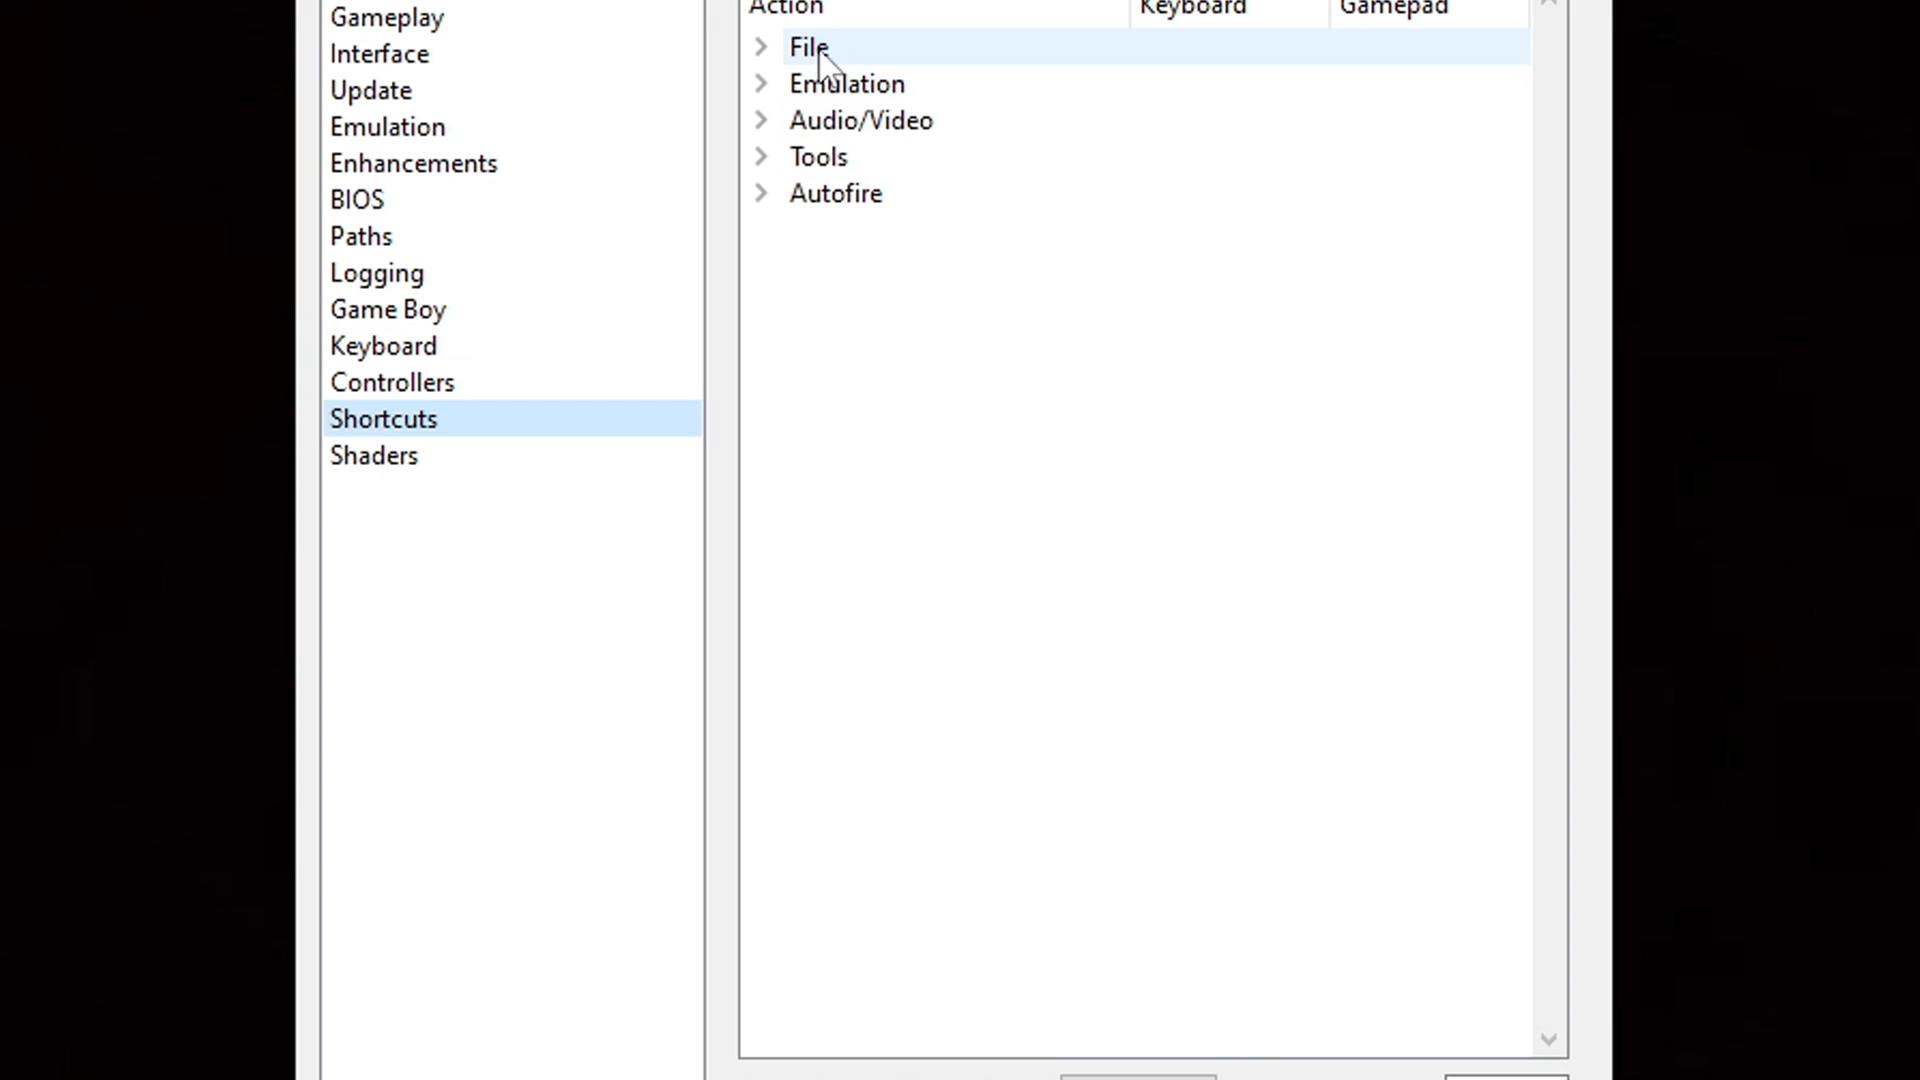 Gameplay
Interface
Update
Emulation
Enhancements
BIOS
Paths
Logging
Game Boy
Keyboard
Controllers
Shortcuts
Shaders
Action Keyboard Gamepad
File
Emulation
Audio/Video
Tools
Autofire